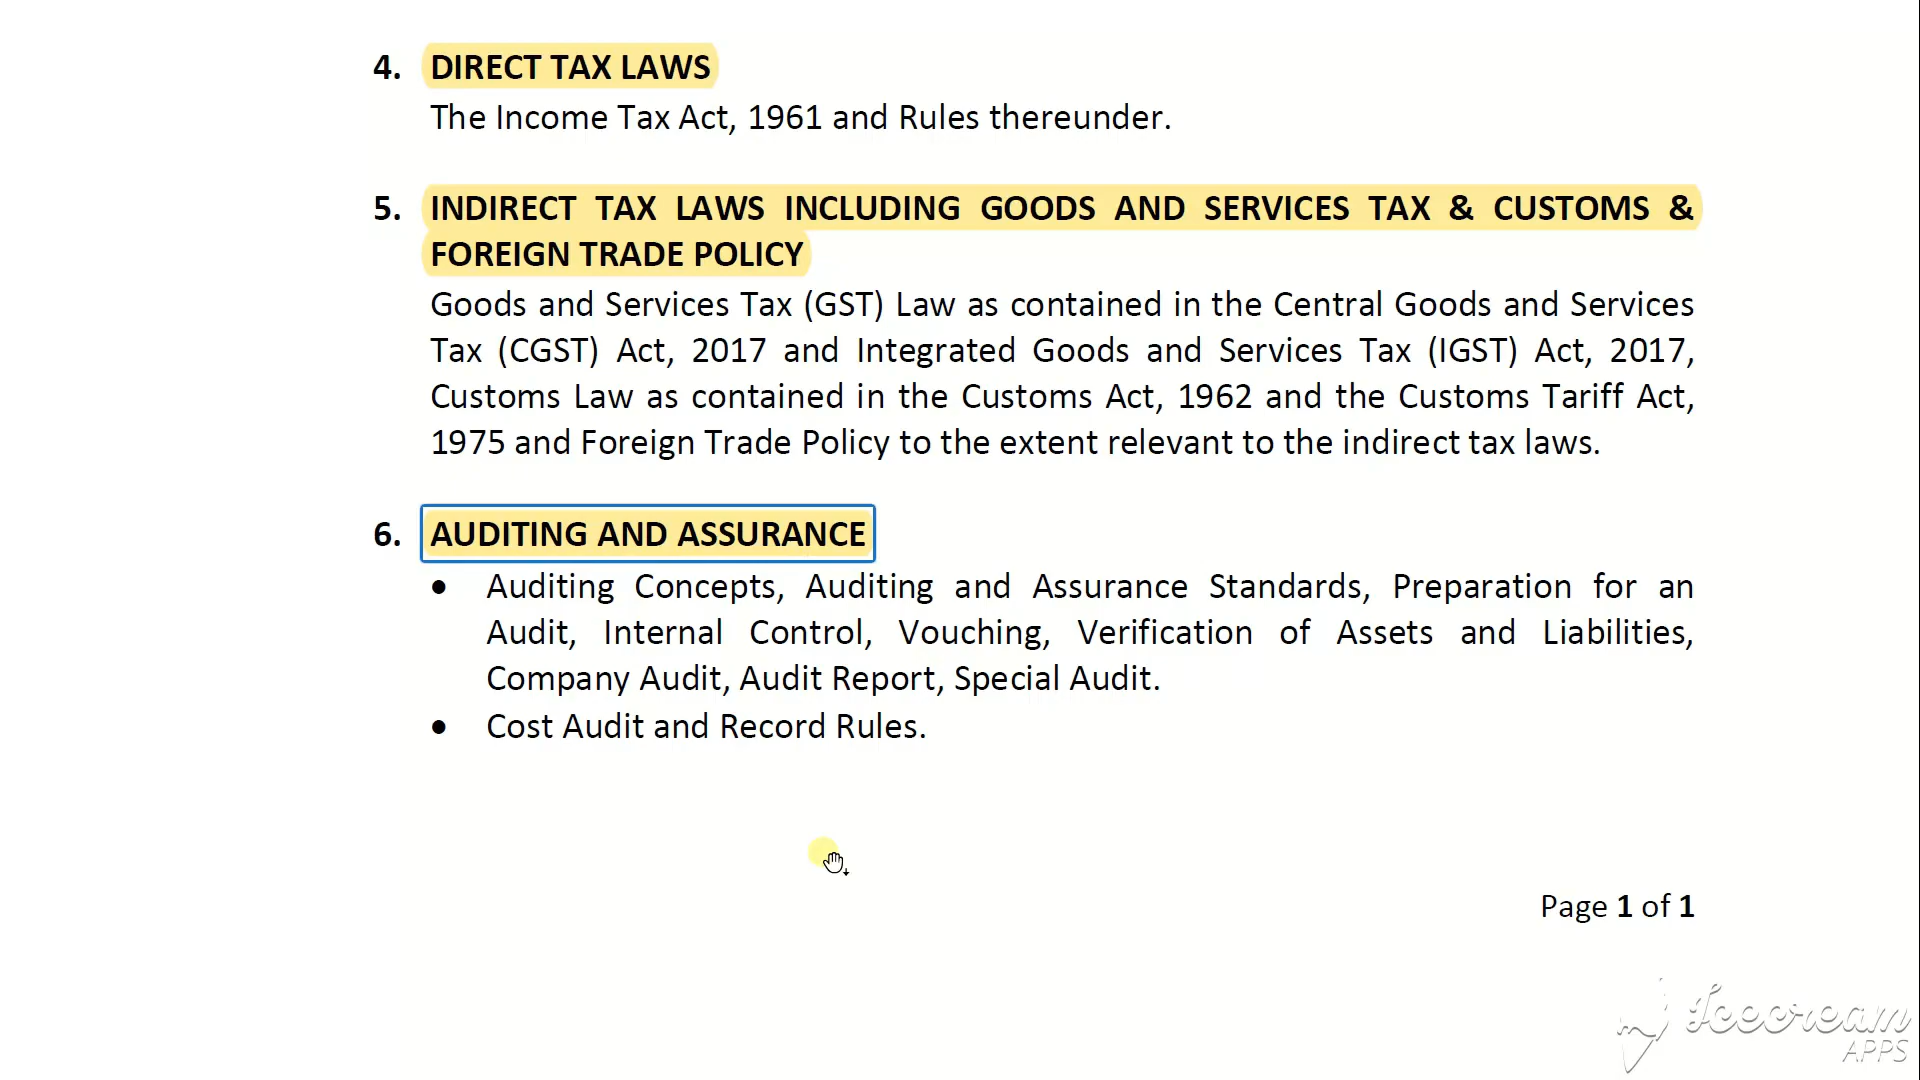 4. DIRECT TAX LAWS
The Income Tax Act, 1961 and Rules thereunder.
5. INDIRECT TAX LAWS INCLUDING GOODS AND SERVICES TAX & CUSTOMS &
FOREIGN TRADE POLICY
Goods and Services Tax (GST) Law as contained in the Central Goods and Services
Tax (CGST) Act, 2017 and Integrated Goods and Services Tax (IGST) Act, 2017,
Customs Law as contained in the Customs Act, 1962 and the Customs Tariff Act,
1975 and Foreign Trade Policy to the extent relevant to the indirect tax laws.
6. AUDITING AND ASSURANCE
• Auditing Concepts, Auditing and Assurance Standards, Preparation for an
Audit, Internal Control, Vouching, Verification of Assets and Liabilities,
Company Audit, Audit Report, Special Audit.
• Cost Audit and Record Rules.
Page 1 of 1
Icecream
APPS